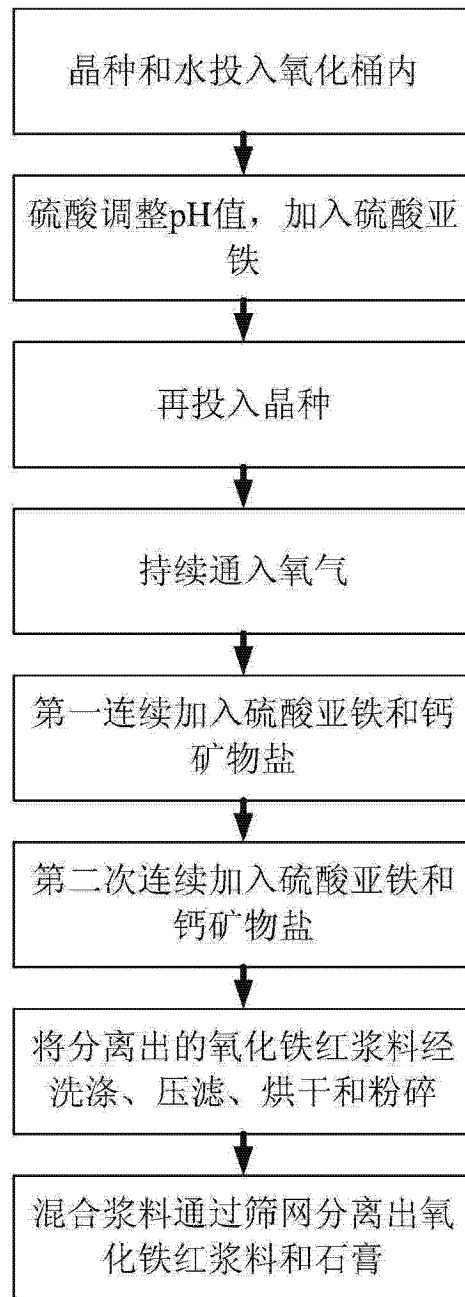 晶种和水投入氧化桶内
硫酸调整pH值，加入硫酸亚
铁
再投入晶种
持续通入氧气
第一连续加入硫酸亚铁和钙
矿物盐
第二次连续加入硫酸亚铁和
钙矿物盐
将分离出的氧化铁红浆料经
洗涤、压滤、烘干和粉碎
混合浆料通过筛网分离出氧
化铁红浆料和石膏